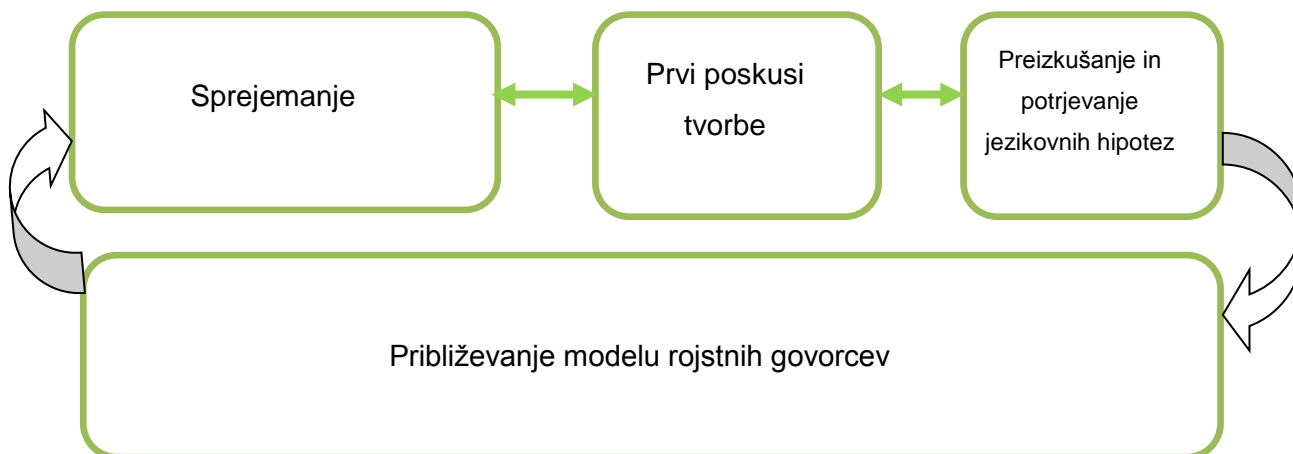 Sprejemanje
Prvi poskusi
tvorbe
Preizkušanje in
potrjevanje
jezikovnih hipotez
Približevanje modelu rojstnih govorcev